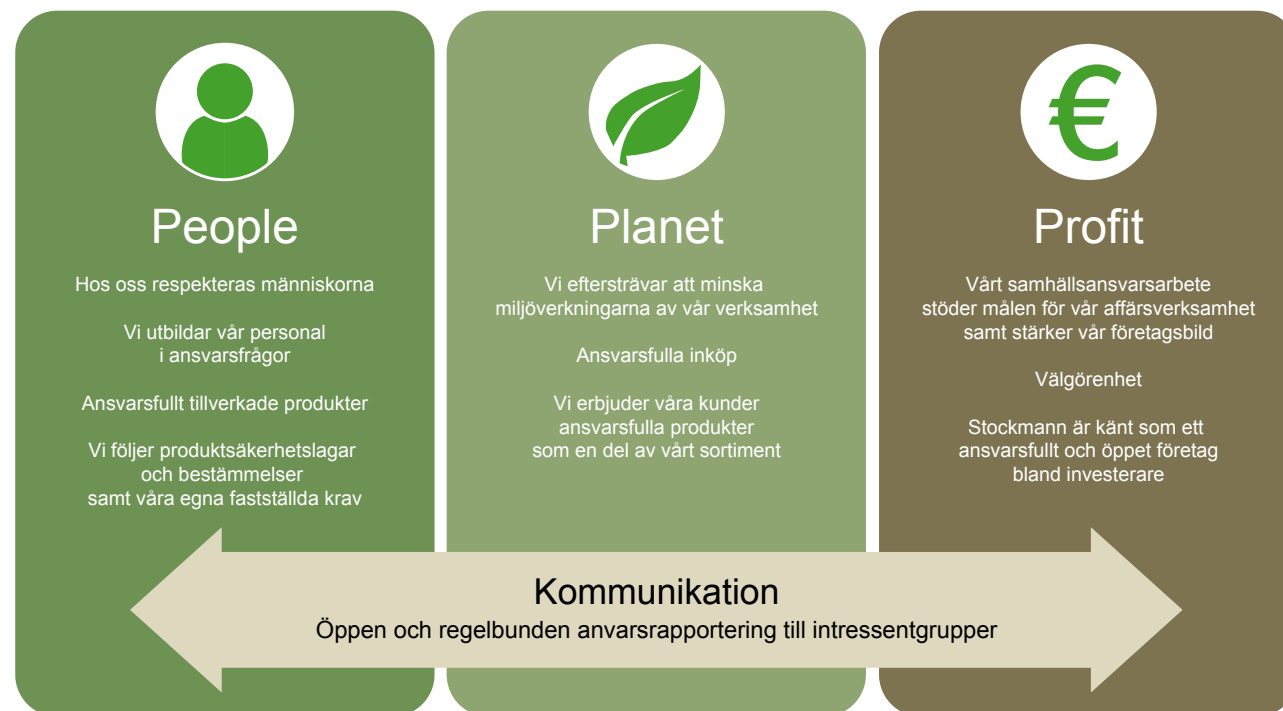 €
People
Hos oss respekteras människorna
Vi utbildar vår personal
i ansvarsfrågor
Ansvarsfullt tillverkade produkter
Vi följer produktsäkerhetslagar
och bestämmelser
samt våra egna fastställda krav
Planet
Vi eftersträvar att minska
miljöverkningarna av vår verksamhet
Ansvarsfulla inköp
Vi erbjuder våra kunder
ansvarsfulla produkter
som en del av vårt sortiment
Profit
Vårt samhällsansvarsarbete
stöder målen för vår affärsverksamhet
samt stärker vår företagsbild
Välgörenhet
Stockmann är känt som ett
ansvarsfullt och öppet företag
bland investerare
Kommunikation
Öppen och regelbunden anvarsrapportering till intressentgrupper